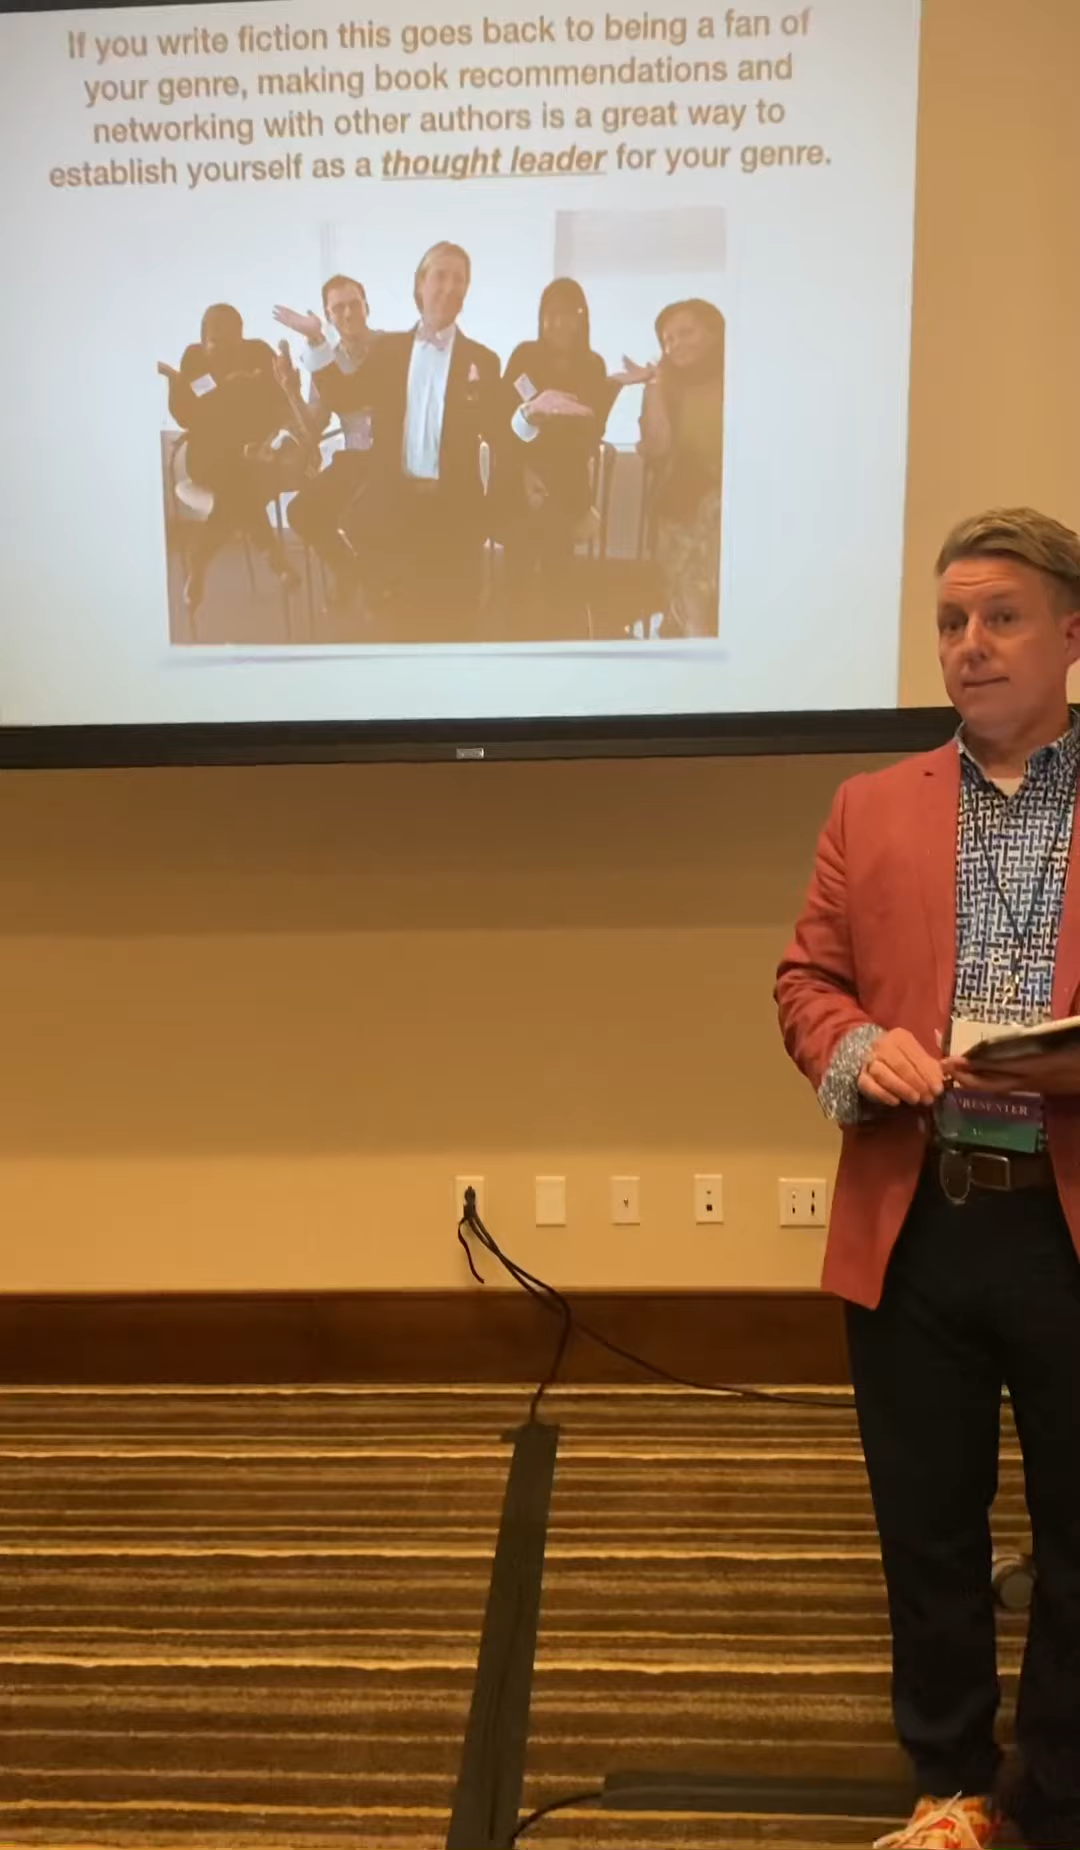 If you write fiction this goes back to being a fan of
your genre, making book recommendations and
networking with other authors is a great way to
establish yourself as a thought leader for your genre.
PRESENTER